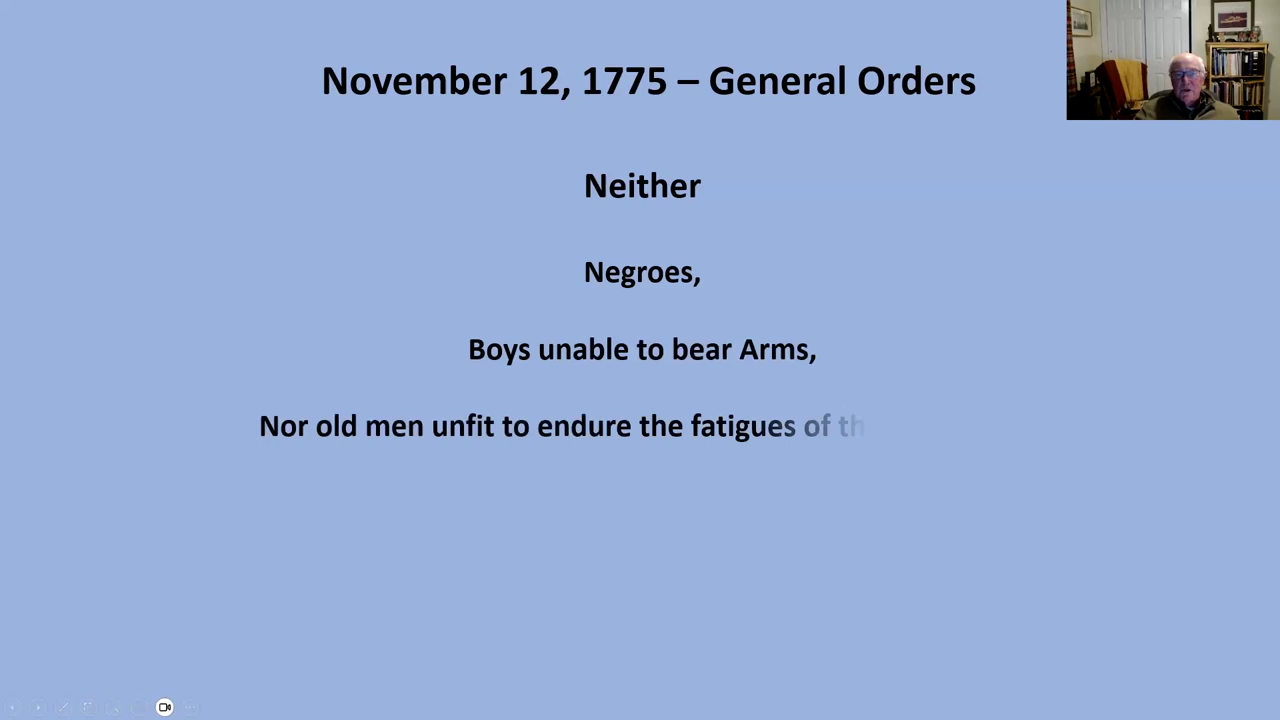 November 12, 1775 – General Orders
Neither
Negroes,
Boys unable to bear Arms,
Nor old men unfit to endure the fatigues of th